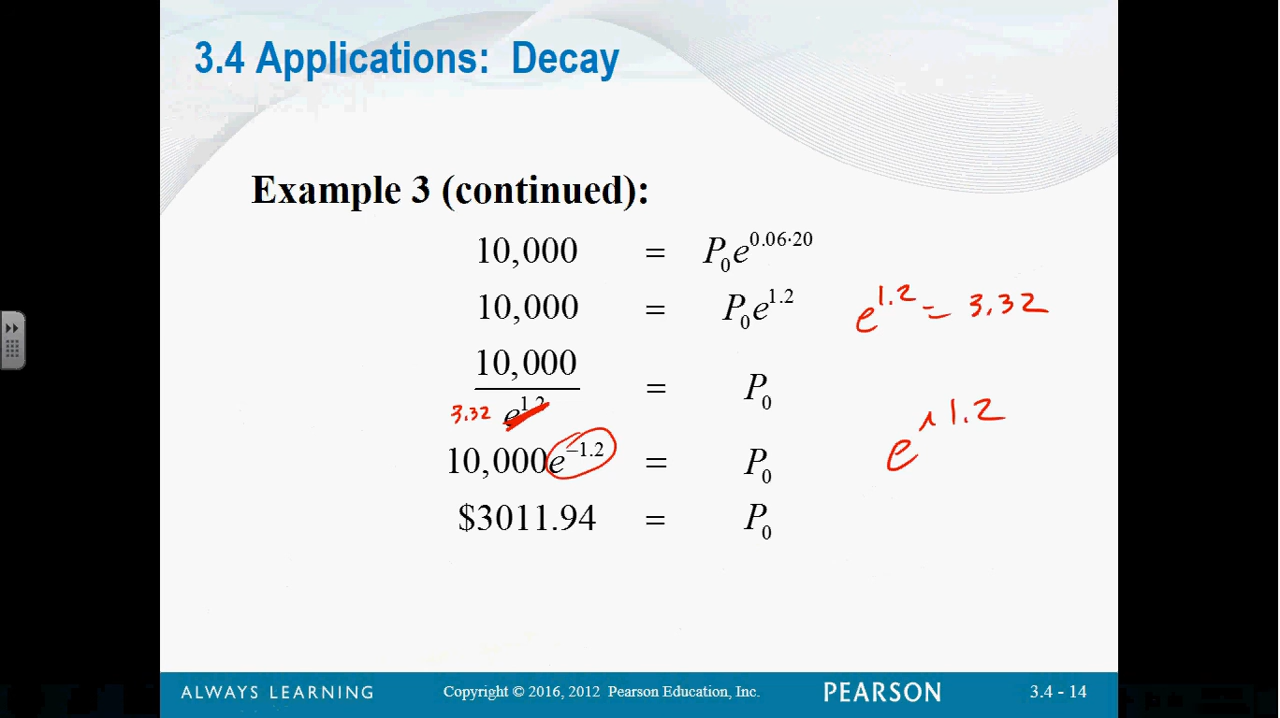 3.4 Applications: Decay
Example 3 (continued):
10,000 = P₀e^{0.06·20}
10,000 = P₀e^{1.2} e^{1.2} = 3.32
10,000
3.32 e^{1.2} = P₀
10,000e^{−1.2} = P₀ e^{1.2}
$3011.94 = P₀
ALWAYS LEARNING Copyright © 2016, 2012 Pearson Education, Inc. PEARSON 3.4 - 14